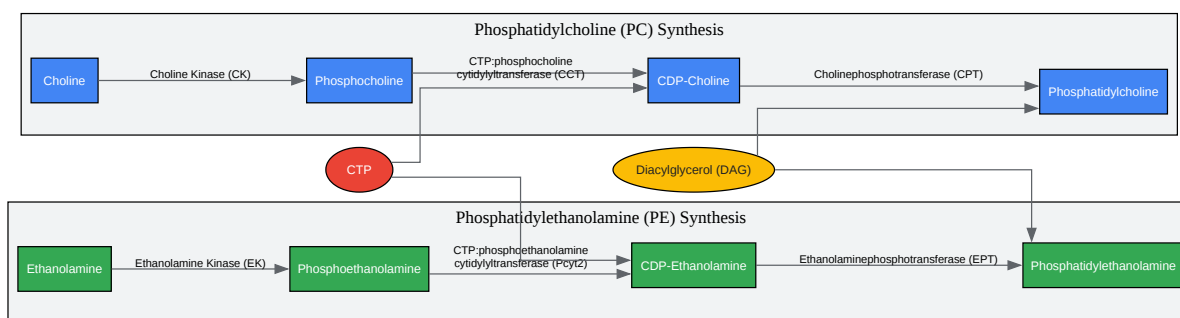 Phosphatidylcholine (PC) Synthesis
Choline
Choline Kinase (CK)
Phosphocholine
CTP:phosphocholine
cytidylyltransferase (CCT)
CDP-Choline
Cholinephosphotransferase (CPT)
Phosphatidylcholine
CTP
Diacylglycerol (DAG)
Phosphatidylethanolamine (PE) Synthesis
Ethanolamine
Ethanolamine Kinase (EK)
Phosphoethanolamine
CTP:phosphoethanolamine
cytidylyltransferase (Pcyt2)
CDP-Ethanolamine
Ethanolaminephosphotransferase (EPT)
Phosphatidylethanolamine